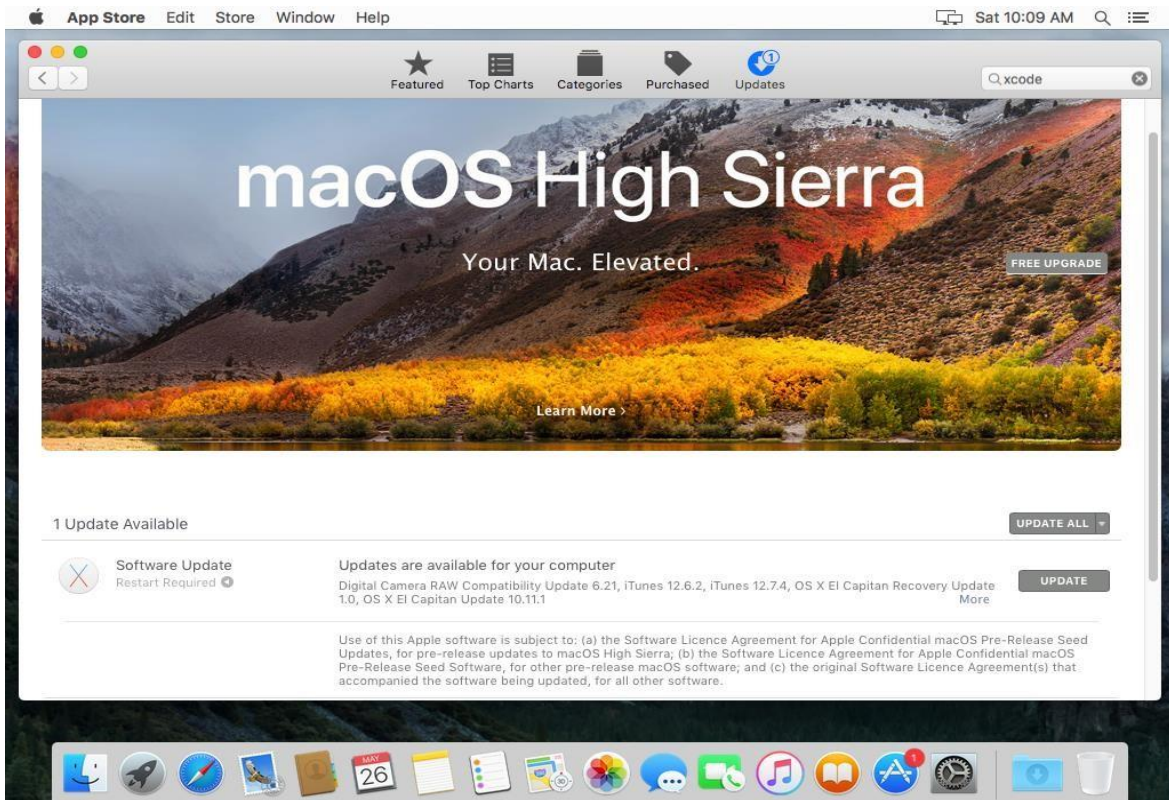 App Store Edit Store Window Help Sat 10:09 AM
Featured Top Charts Categories Purchased Updates
1
xcode
macOS High Sierra
Your Mac. Elevated.
FREE UPGRADE
Learn More >
1 Update Available UPDATE ALL
Software Update Updates are available for your computer
Restart Required Digital Camera RAW Compatibility Update 6.21, iTunes 12.6.2, iTunes 12.7.4, OS X El Capitan Recovery Update UPDATE
1.0, OS X El Capitan Update 10.11.1 More
Use of this Apple software is subject to: (a) the Software Licence Agreement for Apple Confidential macOS Pre-Release Seed
Updates, for pre-release updates to macOS High Sierra; (b) the Software Licence Agreement for Apple Confidential macOS
Pre-Release Seed Software, for other pre-release macOS software; and (c) the original Software Licence Agreement(s) that
accompanied the software being updated, for all other software.
MAY
26
1